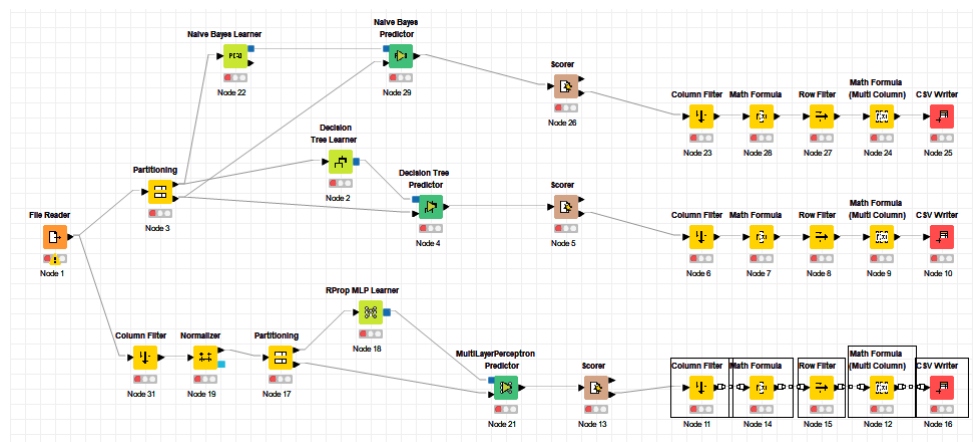 Naive Bayes Learner
Node 22
Naive Bayes
Predictor
Node 29
Scorer
Node 26
Column Filter
Node 23
Math Formula
Node 28
Row Filter
Node 27
Math Formula
(Multi Column)
Node 24
CSV Writer
Node 25
Decision
Tree Learner
Node 2
Partitioning
Node 3
Decision Tree
Predictor
Node 4
Scorer
Node 5
Column Filter
Node 6
Math Formula
Node 7
Row Filter
Node 8
Math Formula
(Multi Column)
Node 9
CSV Writer
Node 10
File Reader
Node 1
RProp MLP Learner
Node 18
Column Filter
Node 31
Normalizer
Node 19
Partitioning
Node 17
MultiLayerPerceptron
Predictor
Node 21
Scorer
Node 13
Column Filter
Node 11
Math Formula
Node 14
Row Filter
Node 15
Math Formula
(Multi Column)
Node 12
CSV Writer
Node 16